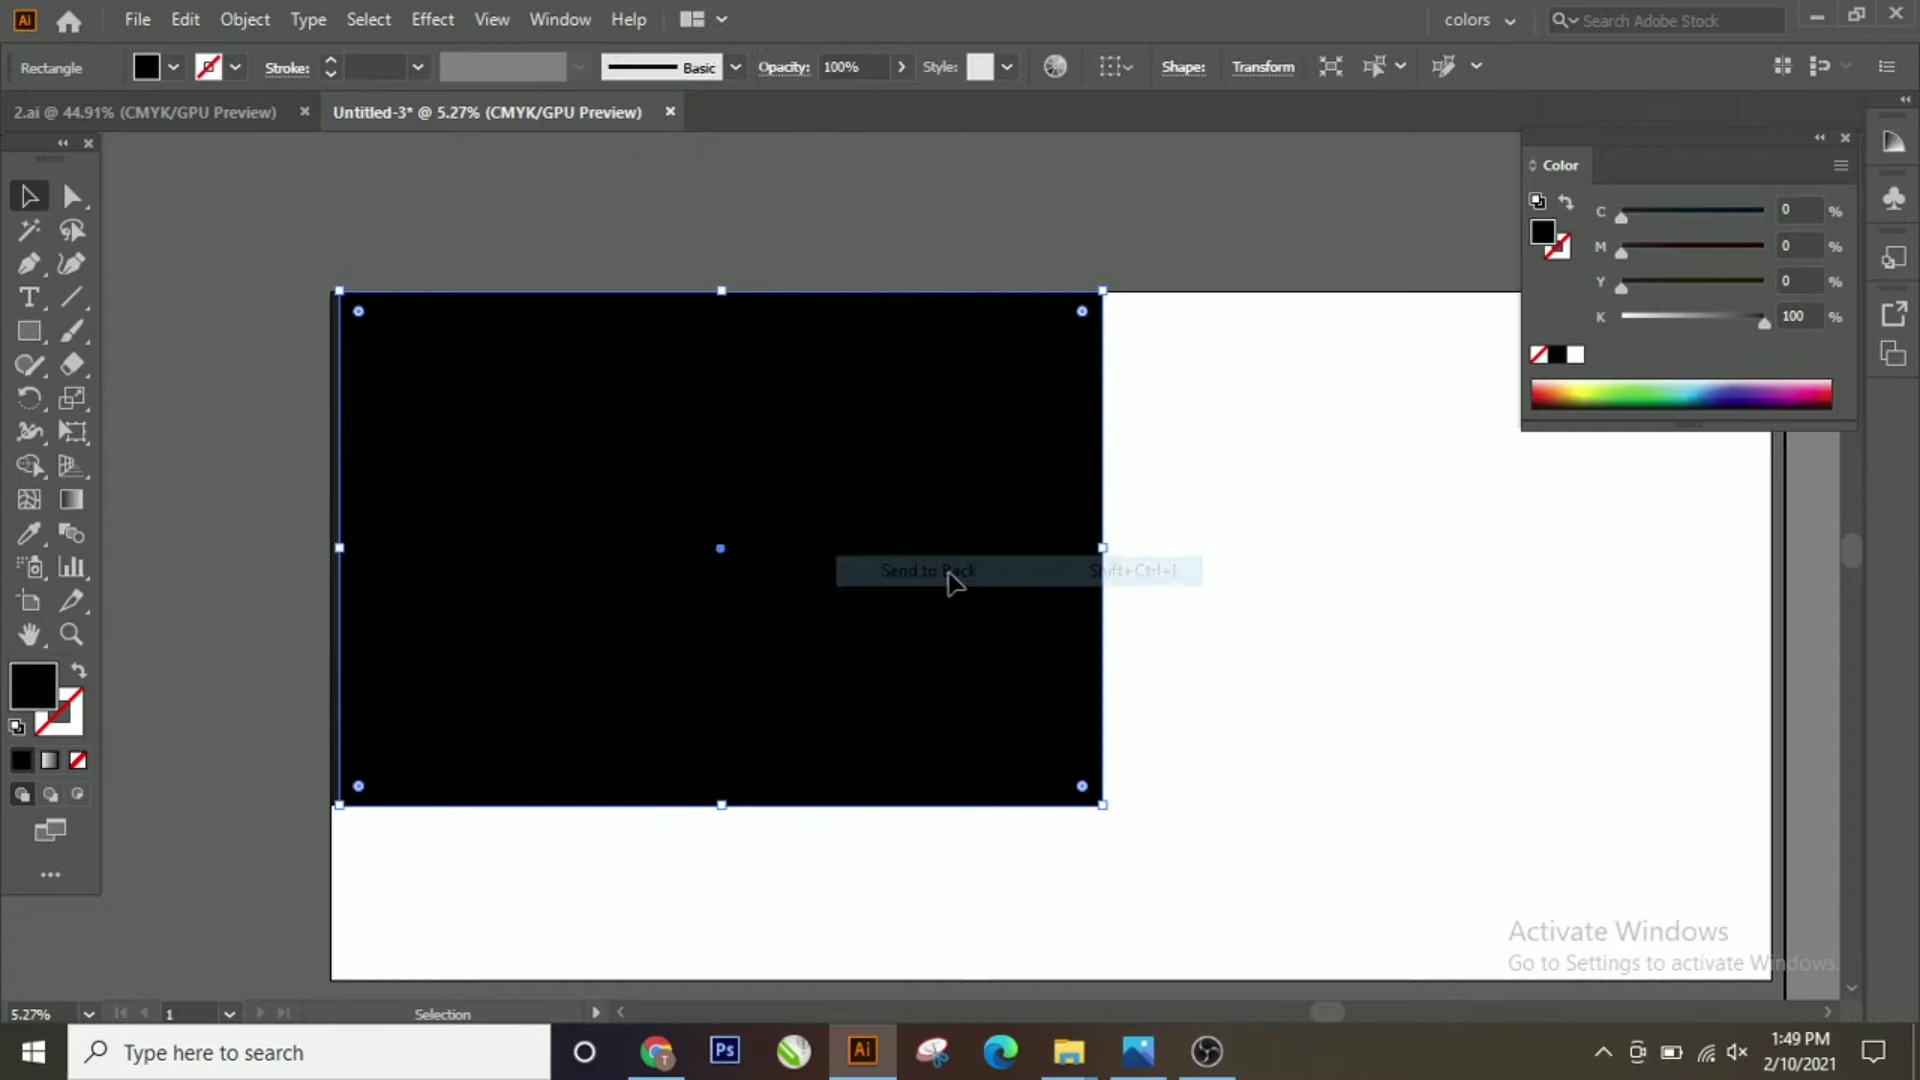 Ai File Edit Object Type Select Effect View Window Help colors Search Adobe Stock
Rectangle Stroke: Basic Opacity: 100% Style: Shape: Transform
2.ai @ 44.91% (CMYK/GPU Preview) Untitled-3* @ 5.27% (CMYK/GPU Preview)
Color
C 0 %
M 0 %
Y 0 %
K 100 %
Send to Back Shift+Ctrl+[
Activate Windows
Go to Settings to activate Windows.
5.27% 1 Selection
Type here to search
T Ps Ai
1:49 PM
2/10/2021